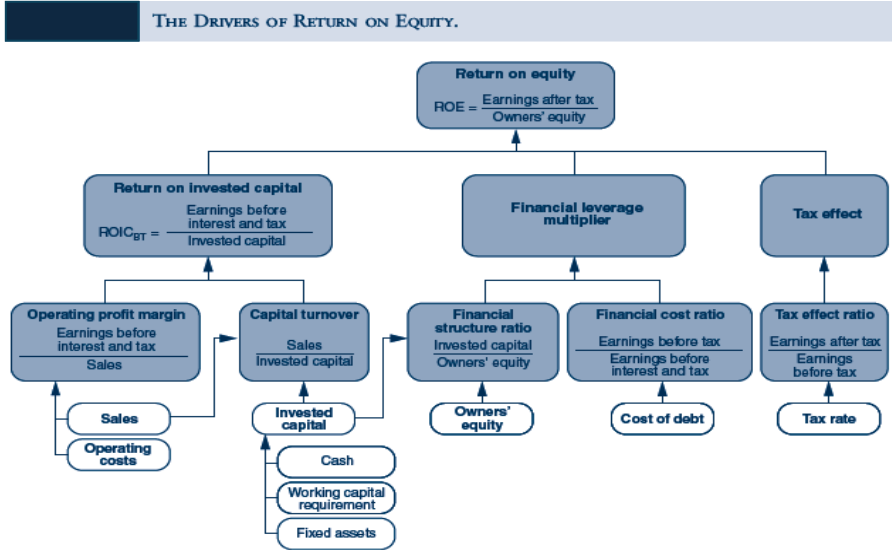 THE DRIVERS OF RETURN ON EQUITY.
Return on equity
ROE = Earnings after tax
Owners' equity
Return on invested capital
Earnings before
interest and tax
ROIC_BT =
Invested capital
Financial leverage
multiplier
Tax effect
Operating profit margin
Earnings before
interest and tax
Sales
Capital turnover
Sales
Invested capital
Financial
structure ratio
Invested capital
Owners' equity
Financial cost ratio
Earnings before tax
Earnings before
interest and tax
Tax effect ratio
Earnings after tax
Earnings
before tax
Sales
Operating
costs
Invested
capital
Cash
Working capital
requirement
Fixed assets
Owners'
equity
Cost of debt
Tax rate